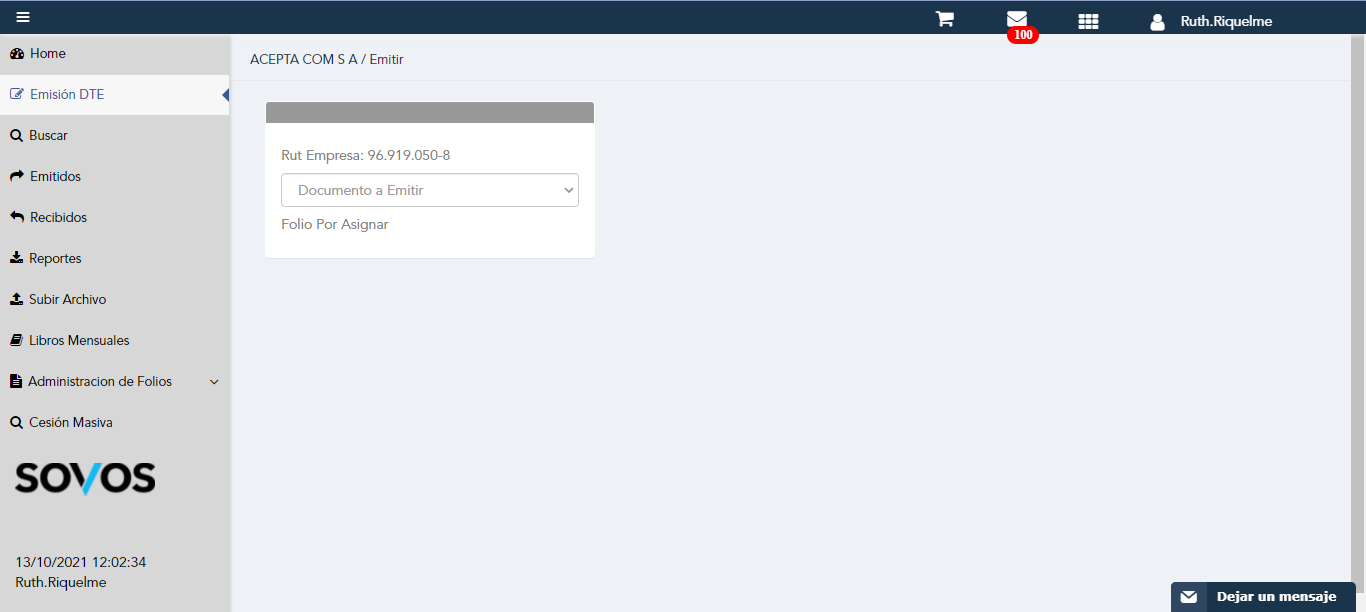 100
Ruth.Riquelme
Home
Emisión DTE
Buscar
Emitidos
Recibidos
Reportes
Subir Archivo
Libros Mensuales
Administracion de Folios
Cesión Masiva
SOVOS
13/10/2021 12:02:34
Ruth.Riquelme
ACEPTA COM S A / Emitir
Rut Empresa: 96.919.050-8
Documento a Emitir
Folio Por Asignar
Dejar un mensaje